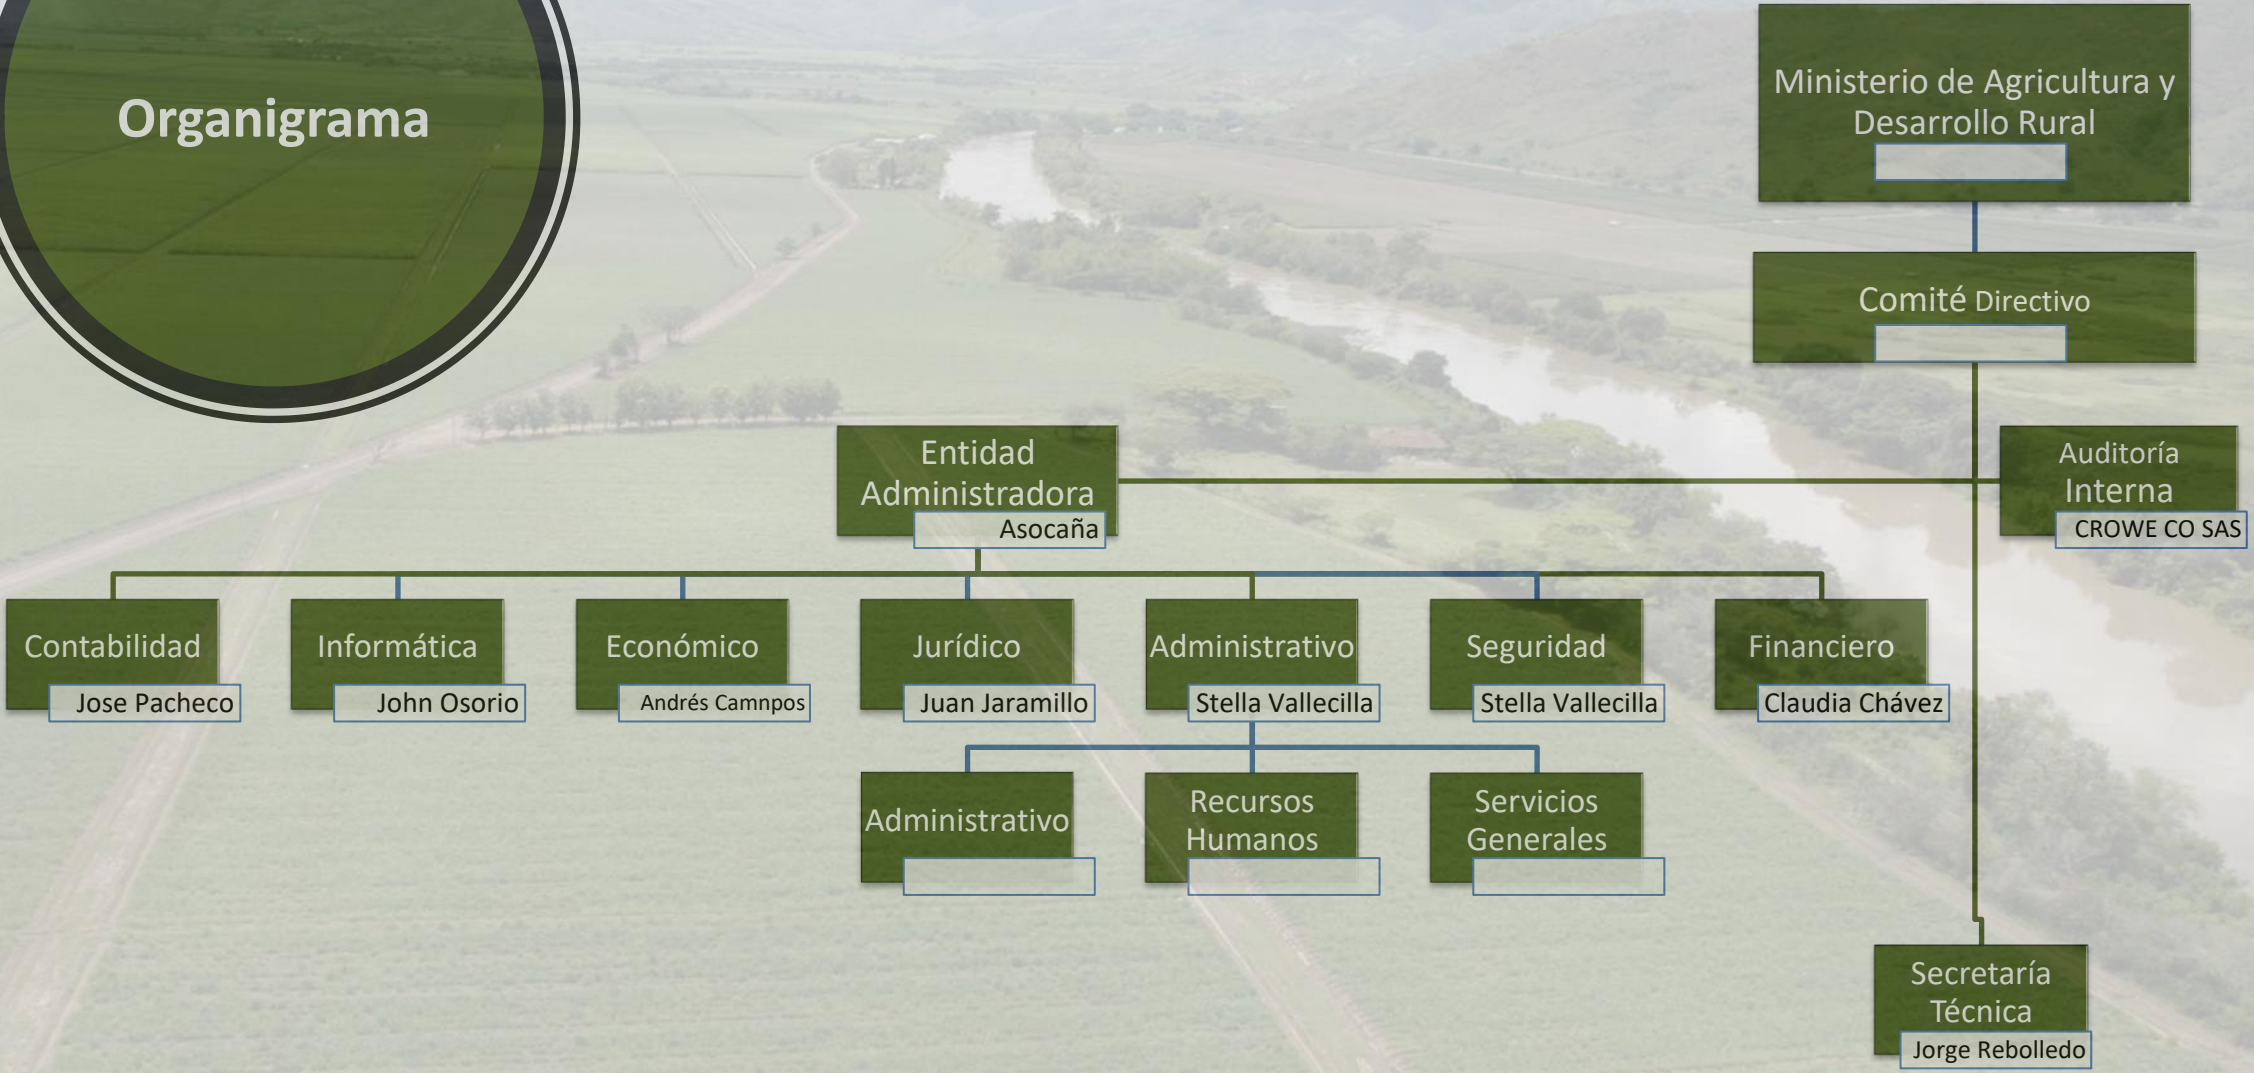 Organigrama
Ministerio de Agricultura y
Desarrollo Rural
Comité Directivo
Entidad
Administradora
Asocaña
Auditoría
Interna
CROWE CO SAS
Contabilidad
Jose Pacheco
Informática
John Osorio
Económico
Andrés Camnpos
Jurídico
Juan Jaramillo
Administrativo
Stella Vallecilla
Seguridad
Stella Vallecilla
Financiero
Claudia Chávez
Administrativo
Recursos
Humanos
Servicios
Generales
Secretaría
Técnica
Jorge Rebolledo